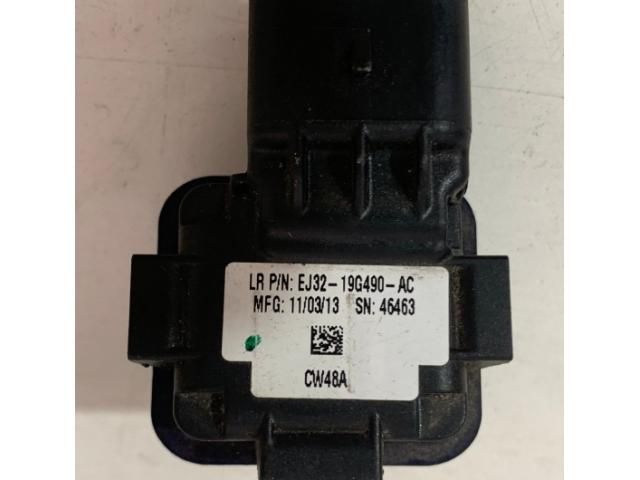 LR P/N: EJ32-19G490-AC
MFG: 11/03/13 SN: 46463
CW48A